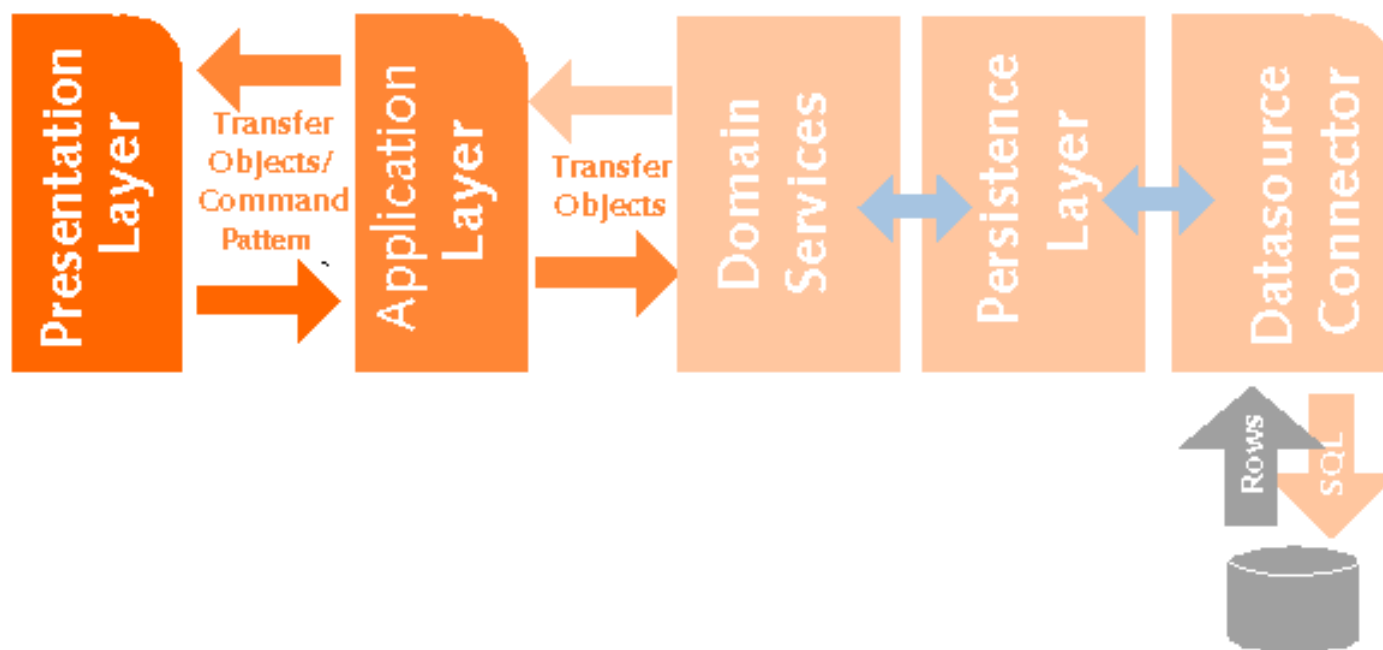 Presentation
Layer
Transfer
Objects/
Command
Pattern
Application
Layer
Transfer
Objects
Domain
Services
Persistence
Layer
Datasource
Connector
Rows
SQL